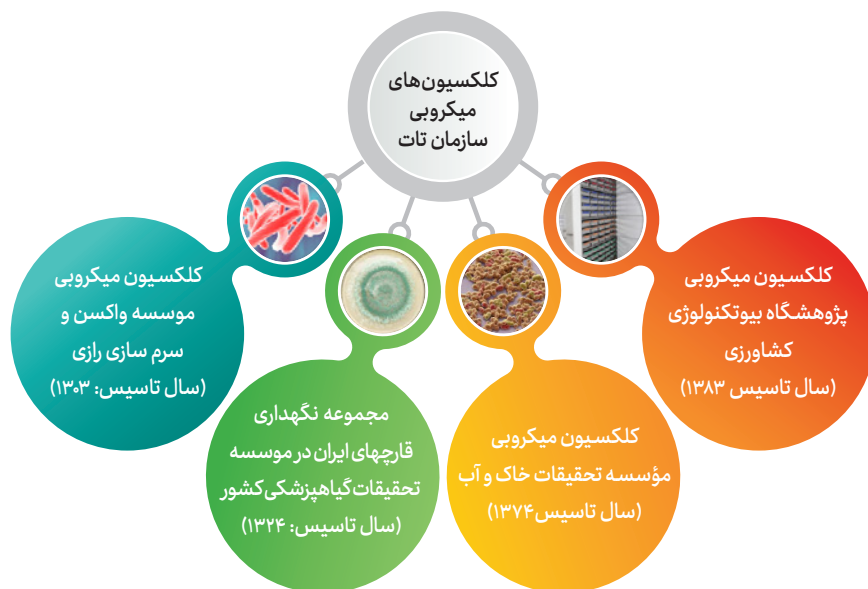 کلکسیون‌های
میکروبی
سازمان تات
کلکسیون میکروبی
پژوهشگاه بیوتکنولوژی
کشاورزی
(سال تاسیس ۱۳۸۳)
کلکسیون میکروبی
مؤسسه تحقیقات خاک و آب
(سال تاسیس۱۳۷۴)
مجموعه نگهداری
قارچهای ایران در موسسه
تحقیقات گیاهپزشکی کشور
(سال تاسیس: ۱۳۲۴)
کلکسیون میکروبی
موسسه واکسن و
سرم سازی رازی
(سال تاسیس: ۱۳۰۳)